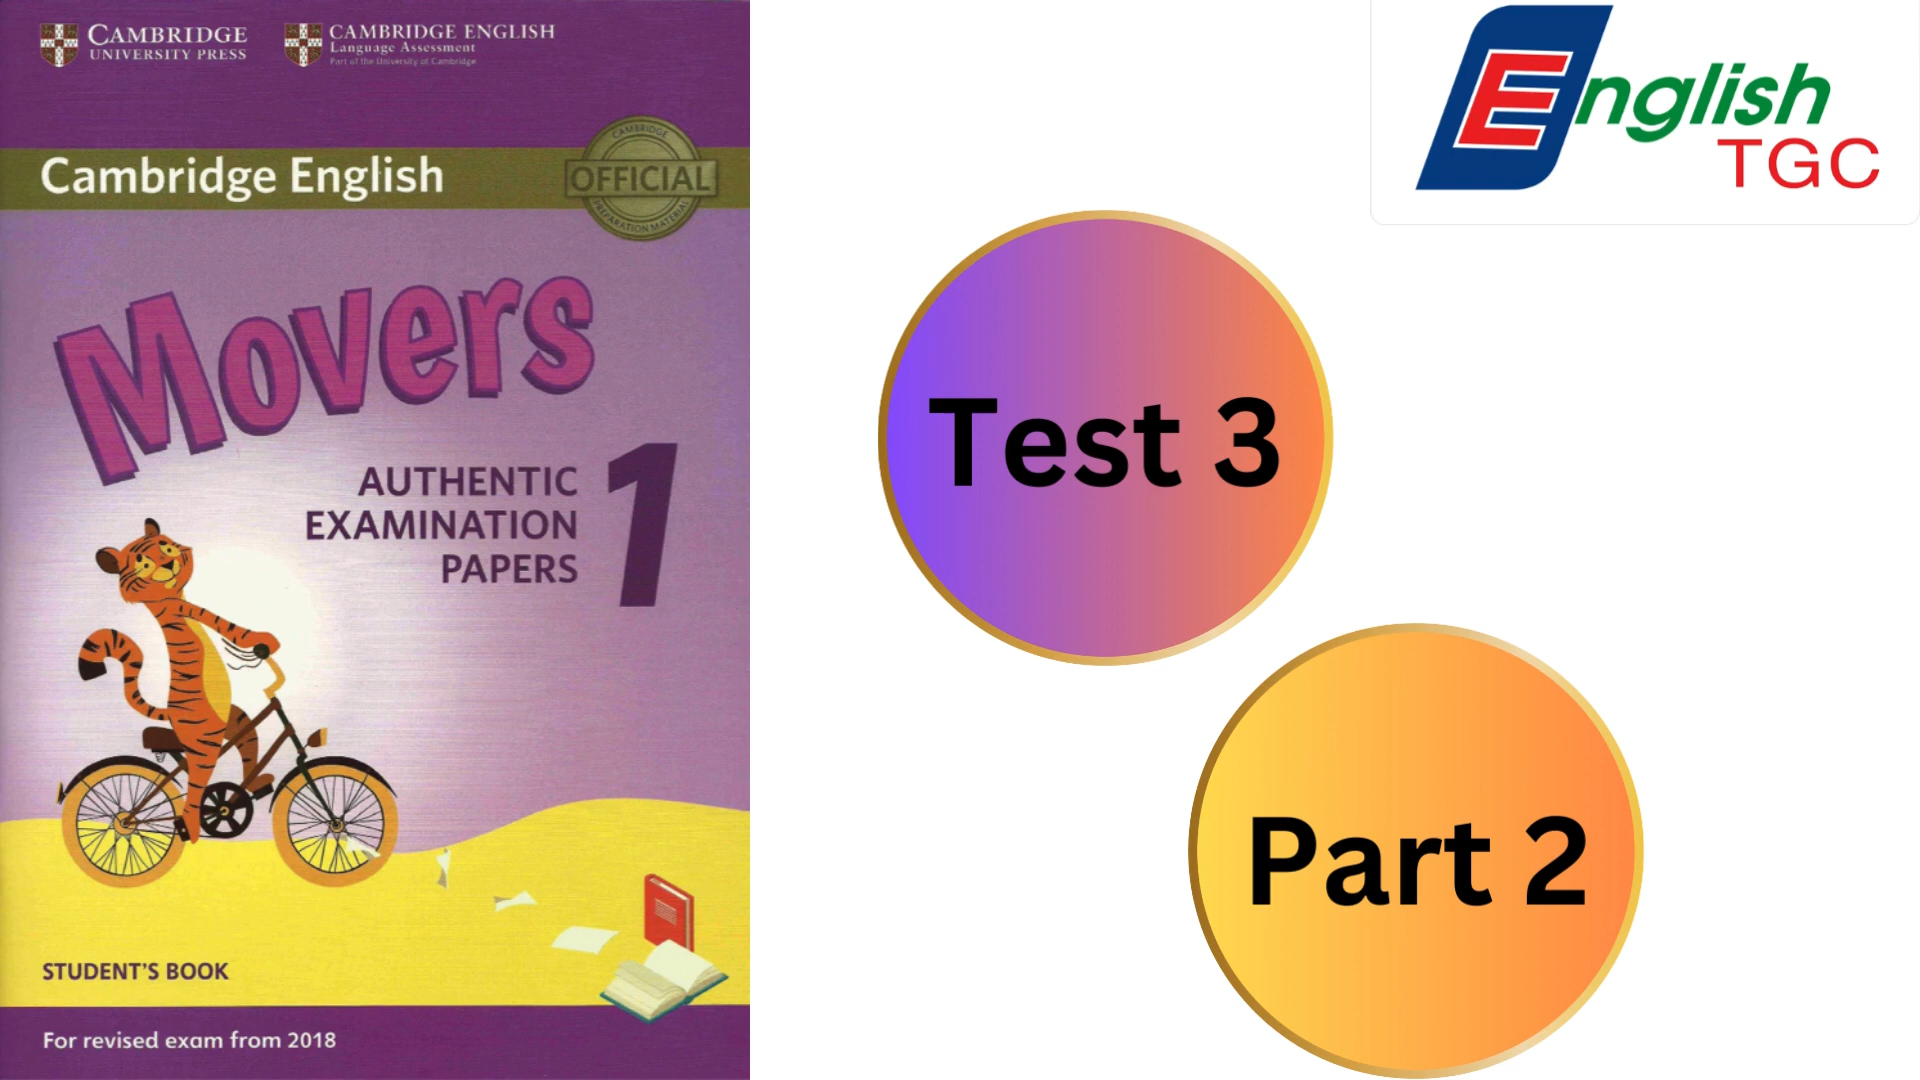 CAMBRIDGE
UNIVERSITY PRESS
CAMBRIDGE ENGLISH
Language Assessment
Part of the University of Cambridge
Cambridge English
CAMBRIDGE
OFFICIAL
PREPARATION MATERIAL
Movers
AUTHENTIC
EXAMINATION
PAPERS
1
STUDENT'S BOOK
For revised exam from 2018
English
TGC
Test 3
Part 2